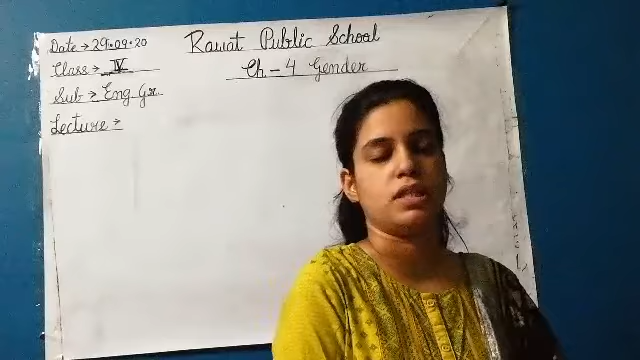 Date → 29.09.20
Rawat Public School
Class → IV
Ch - 4 Gender
Sub → Eng. Gr.
Lecture →